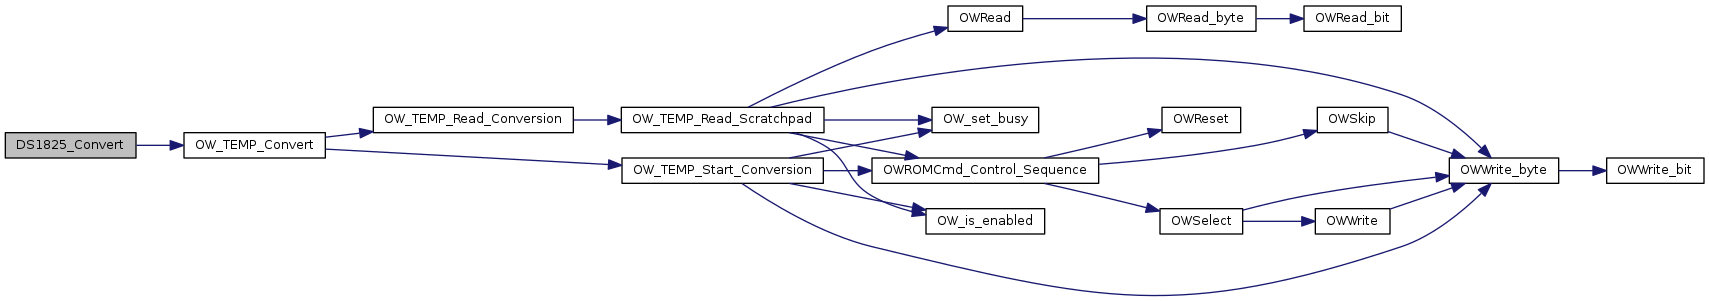 OWRead
OWRead_byte
OWRead_bit
OW_TEMP_Read_Conversion
OW_TEMP_Read_Scratchpad
OW_set_busy
OWReset
OWSkip
DS1825_Convert
OW_TEMP_Convert
OW_TEMP_Start_Conversion
OWROMCmd_Control_Sequence
OWWrite_byte
OWWrite_bit
OW_is_enabled
OWSelect
OWWrite